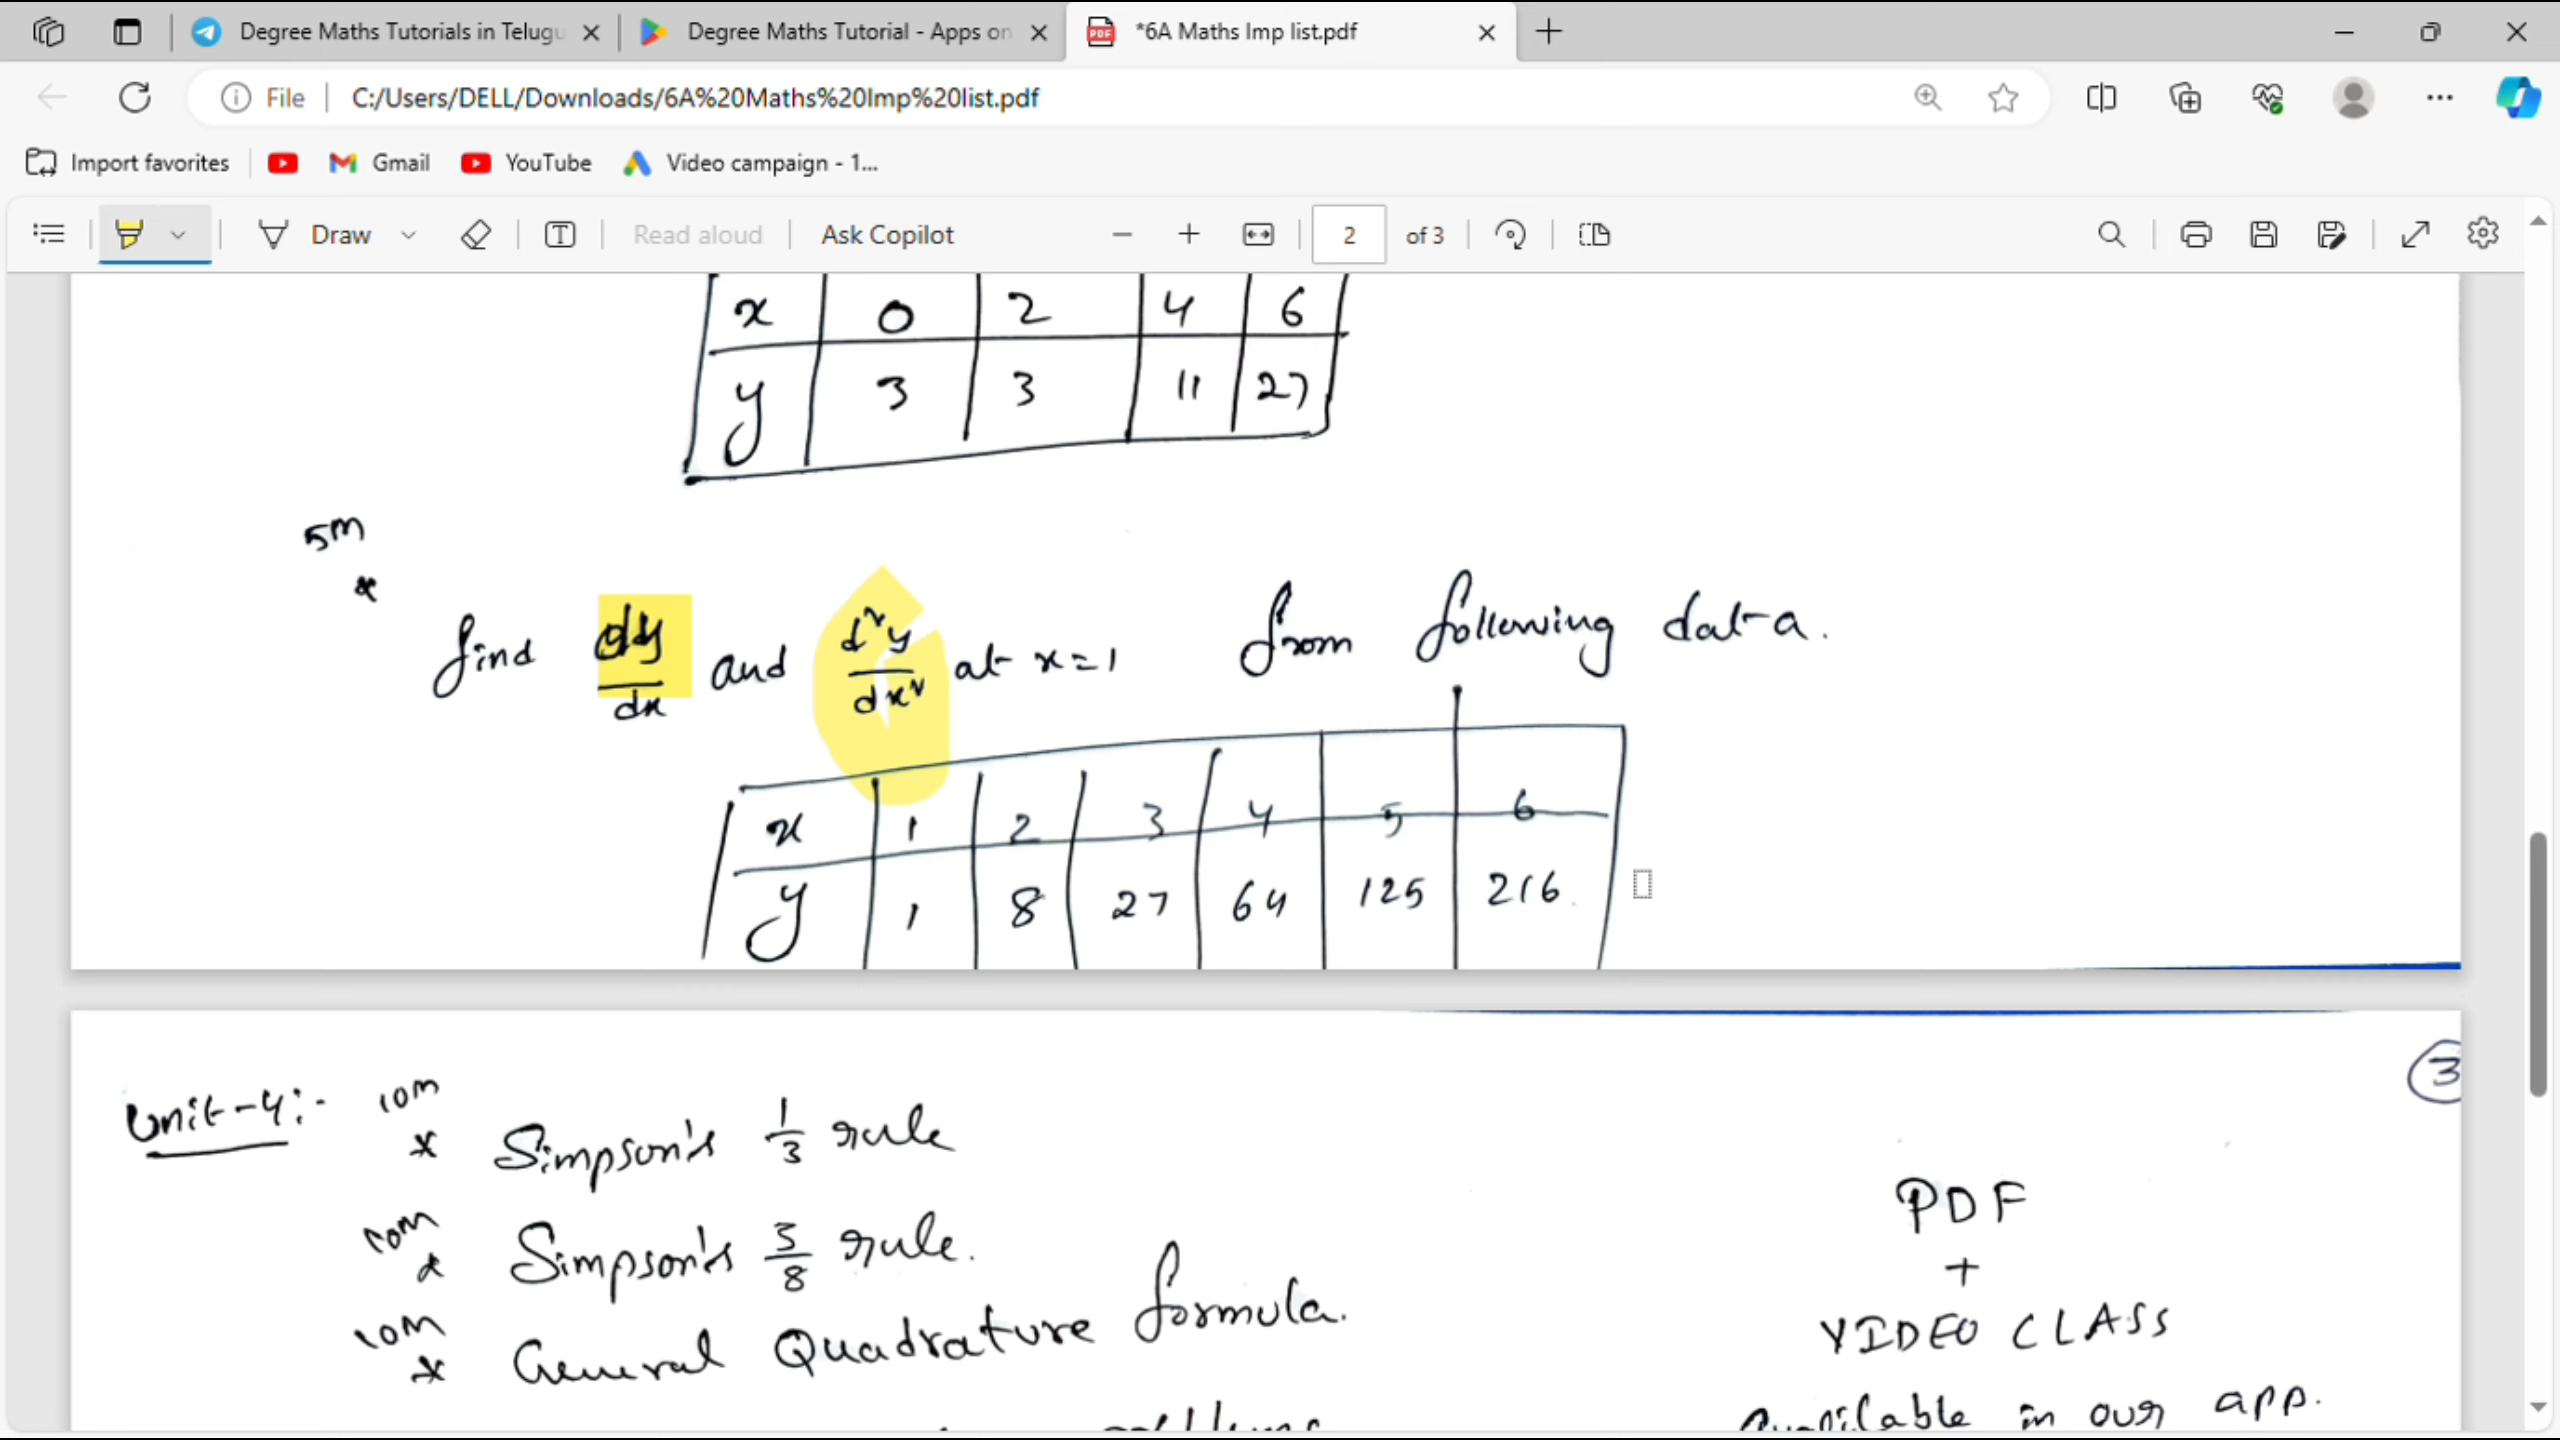 Degree Maths Tutorials in Telugu
Degree Maths Tutorial - Apps on
*6A Maths Imp list.pdf
File
C:/Users/DELL/Downloads/6A%20Maths%20Imp%20list.pdf
Import favorites
Gmail
YouTube
Video campaign - 1...
Draw
Read aloud
Ask Copilot
2
of 3
x 0 2 4 6
y 3 3 11 27
5m
* find dy/dx and d²y/dx² at x=1 from following data.
x 1 2 3 4 5 6
y 1 8 27 64 125 216.
3
Unit-4:- 10m
* Simpson's 1/3 rule
10m
* Simpson's 3/8 rule.
10m
* General Quadrature formula.
PDF
+
VIDEO CLASS
Available in our app.